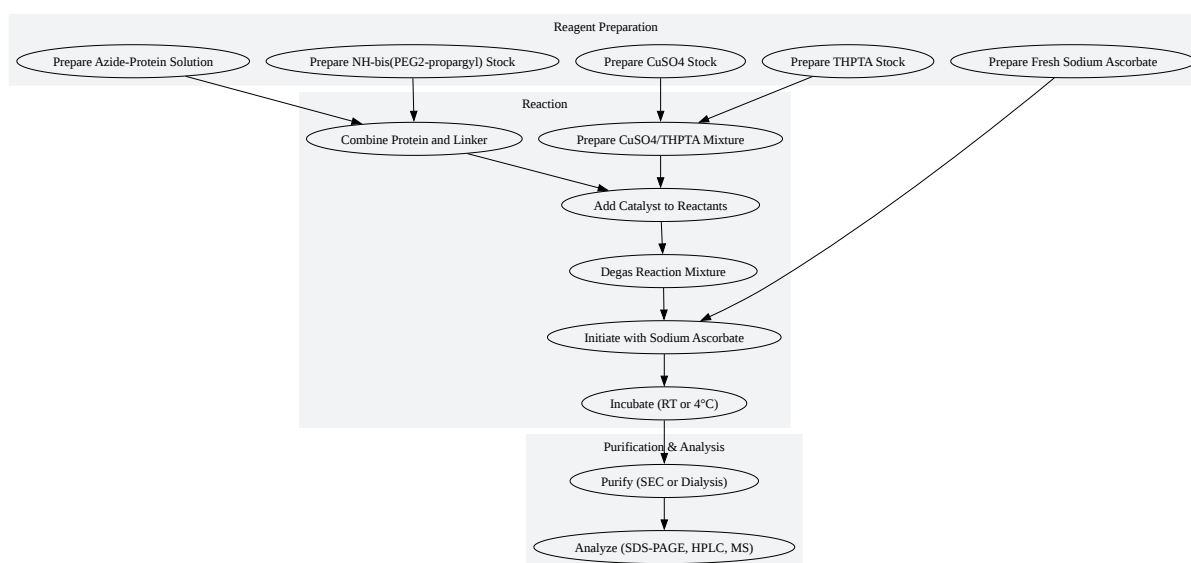 Reagent Preparation
Prepare Azide-Protein Solution
Prepare NH-bis(PEG2-propargyl) Stock
Prepare CuSO4 Stock
Prepare THPTA Stock
Prepare Fresh Sodium Ascorbate
Reaction
Combine Protein and Linker
Prepare CuSO4/THPTA Mixture
Add Catalyst to Reactants
Degas Reaction Mixture
Initiate with Sodium Ascorbate
Incubate (RT or 4°C)
Purification & Analysis
Purify (SEC or Dialysis)
Analyze (SDS-PAGE, HPLC, MS)